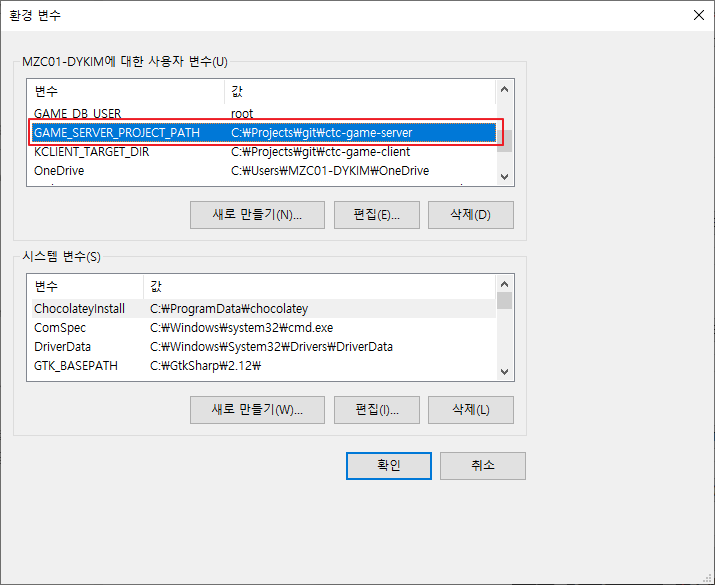 환경 변수
MZC01-DYKIM에 대한 사용자 변수(U)
변수 값
GAME_DB_USER root
GAME_SERVER_PROJECT_PATH C:₩Projects₩git₩ctc-game-server
KCLIENT_TARGET_DIR C:₩Projects₩git₩ctc-game-client
OneDrive C:₩Users₩MZC01-DYKIM₩OneDrive
새로 만들기(N)... 편집(E)... 삭제(D)
시스템 변수(S)
변수 값
ChocolateyInstall C:₩ProgramData₩chocolatey
ComSpec C:₩Windows₩system32₩cmd.exe
DriverData C:₩Windows₩System32₩Drivers₩DriverData
GTK_BASEPATH C:₩GtkSharp₩2.12₩
새로 만들기(W)... 편집(I)... 삭제(L)
확인 취소